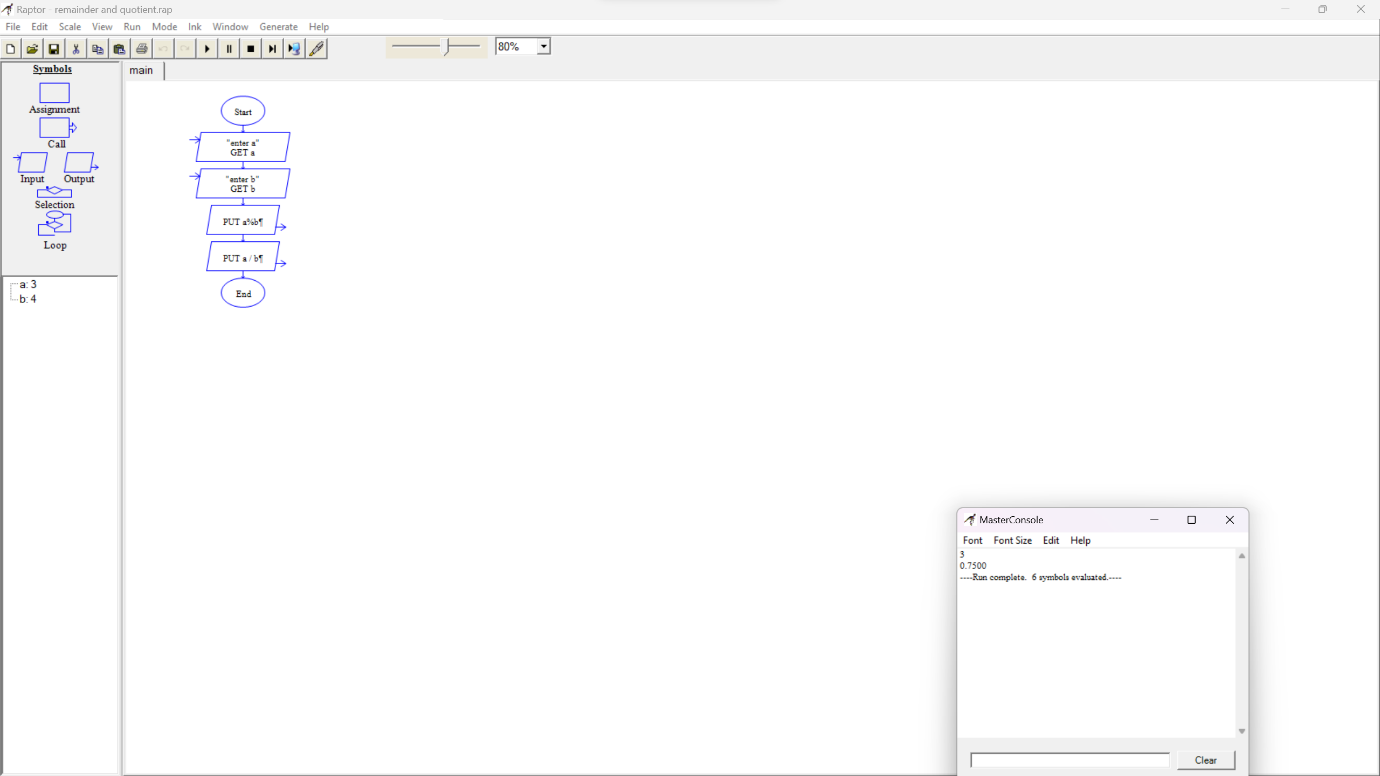 Raptor - remainder and quotient.rap
File Edit Scale View Run Mode Ink Window Generate Help
80%
Symbols
Assignment
Call
Input Output
Selection
Loop
a: 3
b: 4
main
Start
"enter a"
GET a
"enter b"
GET b
PUT a%b¶
PUT a / b¶
End
MasterConsole
Font Font Size Edit Help
3
0.7500
----Run complete. 6 symbols evaluated.----
Clear